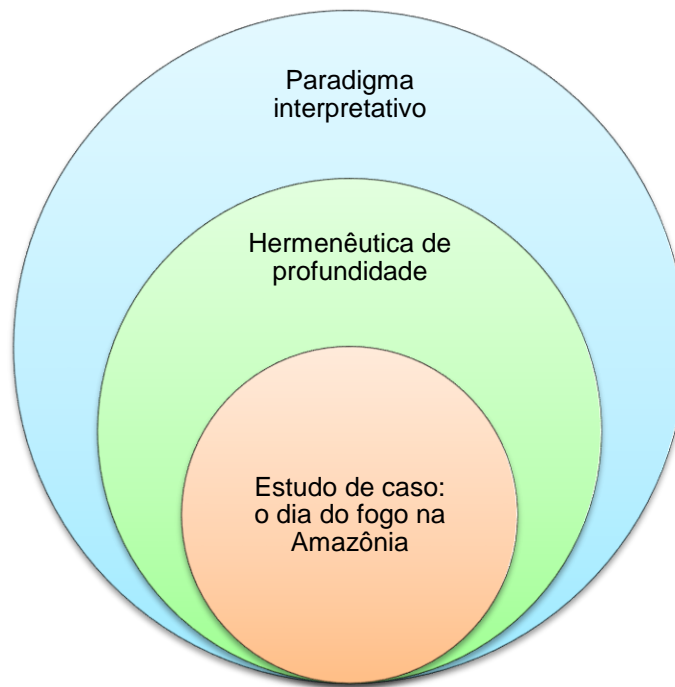 Paradigma
interpretativo
Hermenêutica de
profundidade
Estudo de caso:
o dia do fogo na
Amazônia